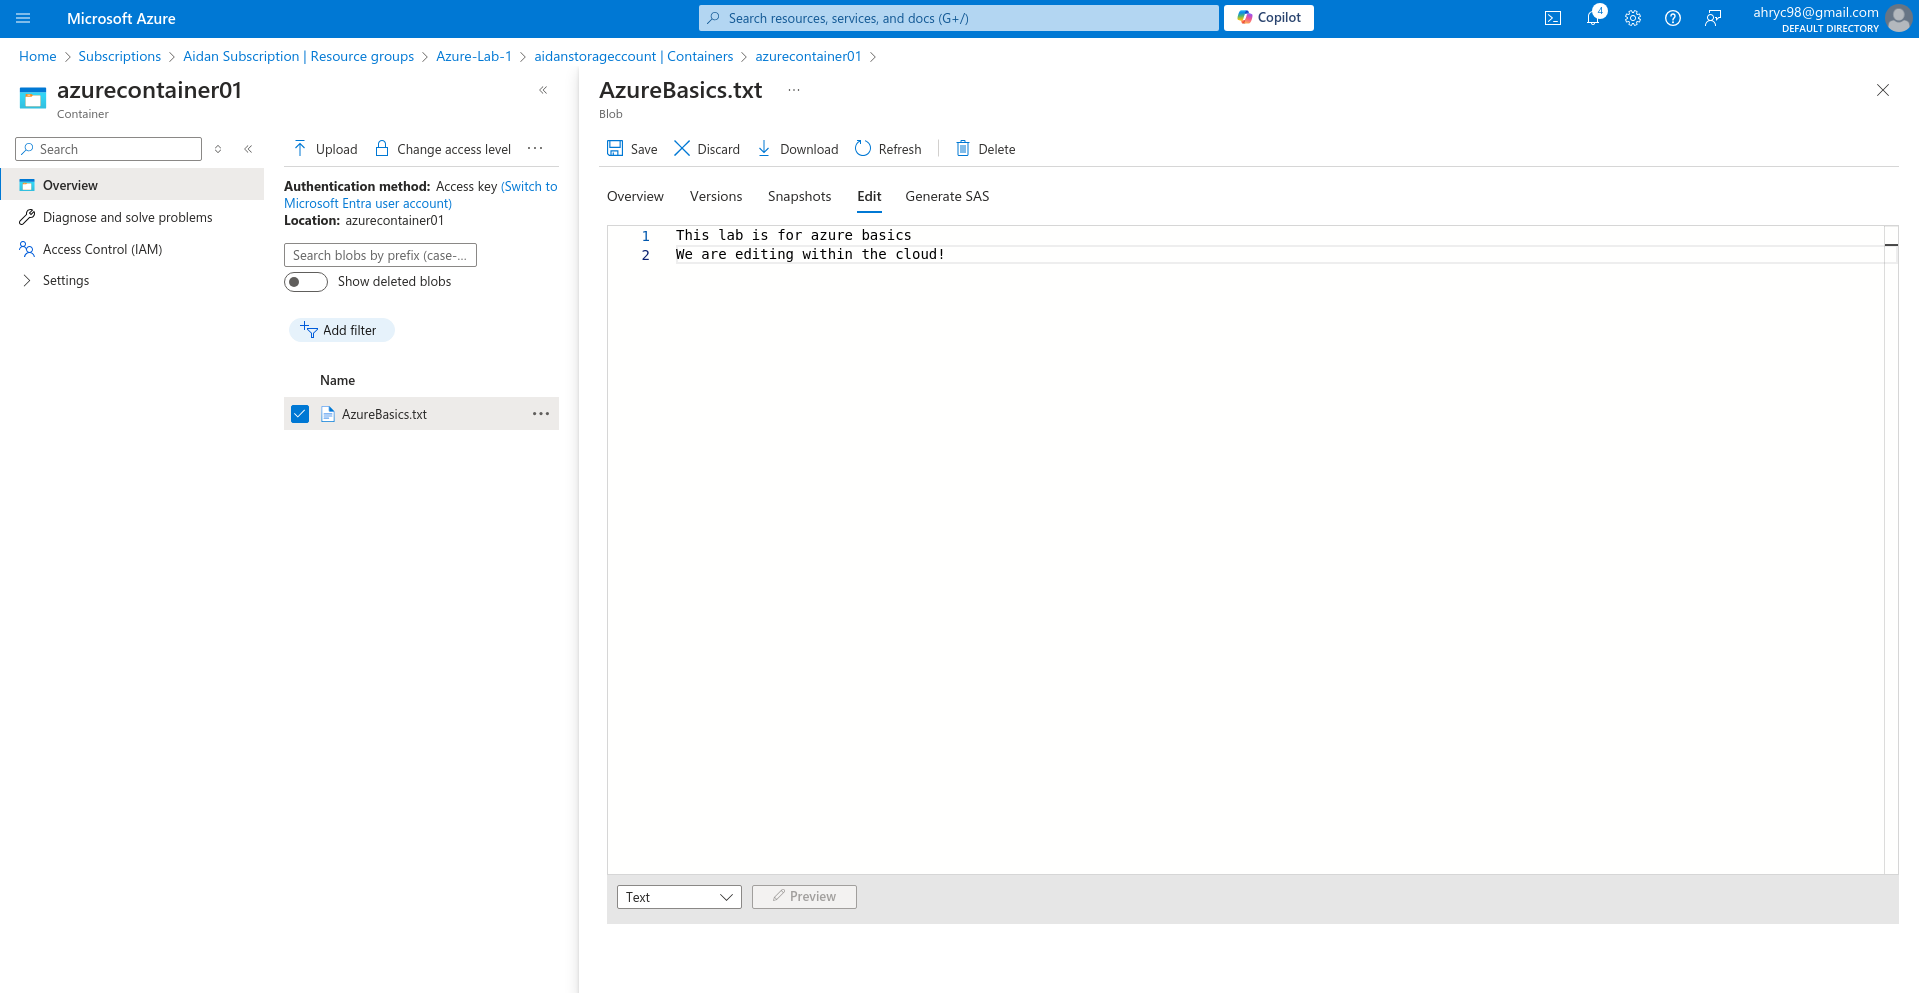 Microsoft Azure
Search resources, services, and docs (G+/)
Copilot
4
ahryc98@gmail.com
DEFAULT DIRECTORY
Home > Subscriptions > Aidan Subscription | Resource groups > Azure-Lab-1 > aidanstorageccount | Containers > azurecontainer01 >
azurecontainer01
Container
Search
Overview
Diagnose and solve problems
Access Control (IAM)
Settings
Upload
Change access level
Authentication method: Access key (Switch to
Microsoft Entra user account)
Location: azurecontainer01
Search blobs by prefix (case-...
Show deleted blobs
Add filter
Name
AzureBasics.txt
AzureBasics.txt
Blob
Save
Discard
Download
Refresh
Delete
Overview
Versions
Snapshots
Edit
Generate SAS
1 This lab is for azure basics
2 We are editing within the cloud!
Text
Preview